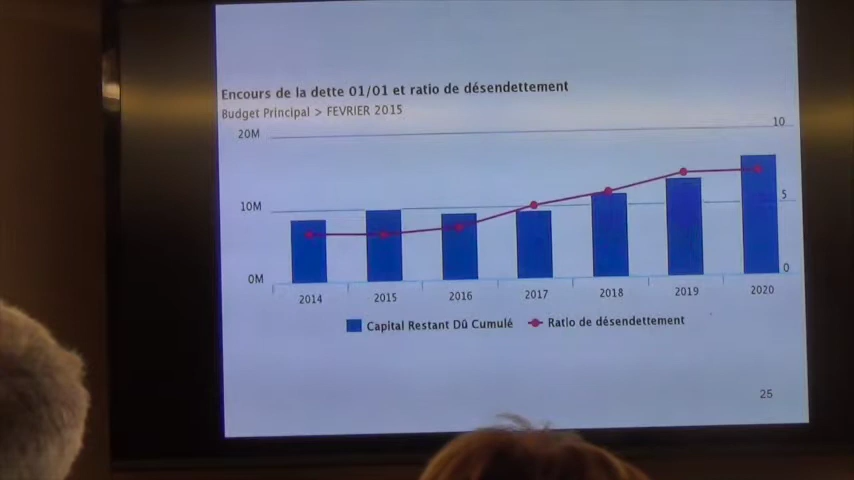 Encours de la dette 01/01 et ratio de désendettement
Budget Principal > FEVRIER 2015
20M
10
10M
5
0M
0
2014 2015 2016 2017 2018 2019 2020
Capital Restant Dû Cumulé Ratio de désendettement
25